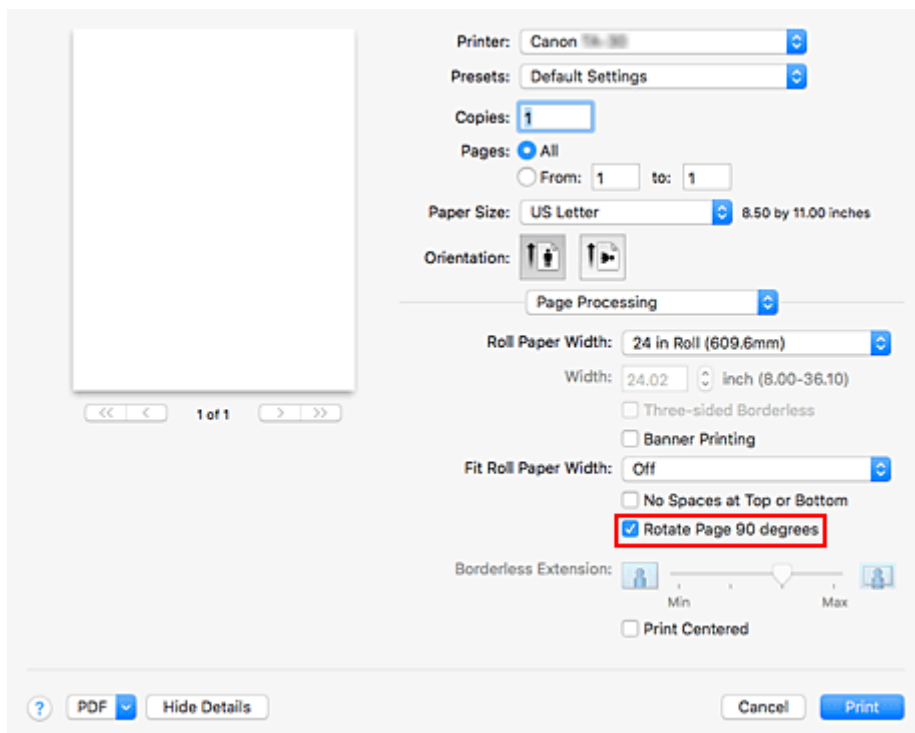 Printer: Canon
Presets: Default Settings
Copies: 1
Pages: All
From: 1 to: 1
Paper Size: US Letter 8.50 by 11.00 inches
Orientation:
Page Processing
Roll Paper Width: 24 in Roll (609.6mm)
Width: 24.02 inch (8.00-36.10)
Three-sided Borderless
Banner Printing
Fit Roll Paper Width: Off
No Spaces at Top or Bottom
Rotate Page 90 degrees
Borderless Extension:
Min Max
Print Centered
1 of 1
? PDF Hide Details Cancel Print